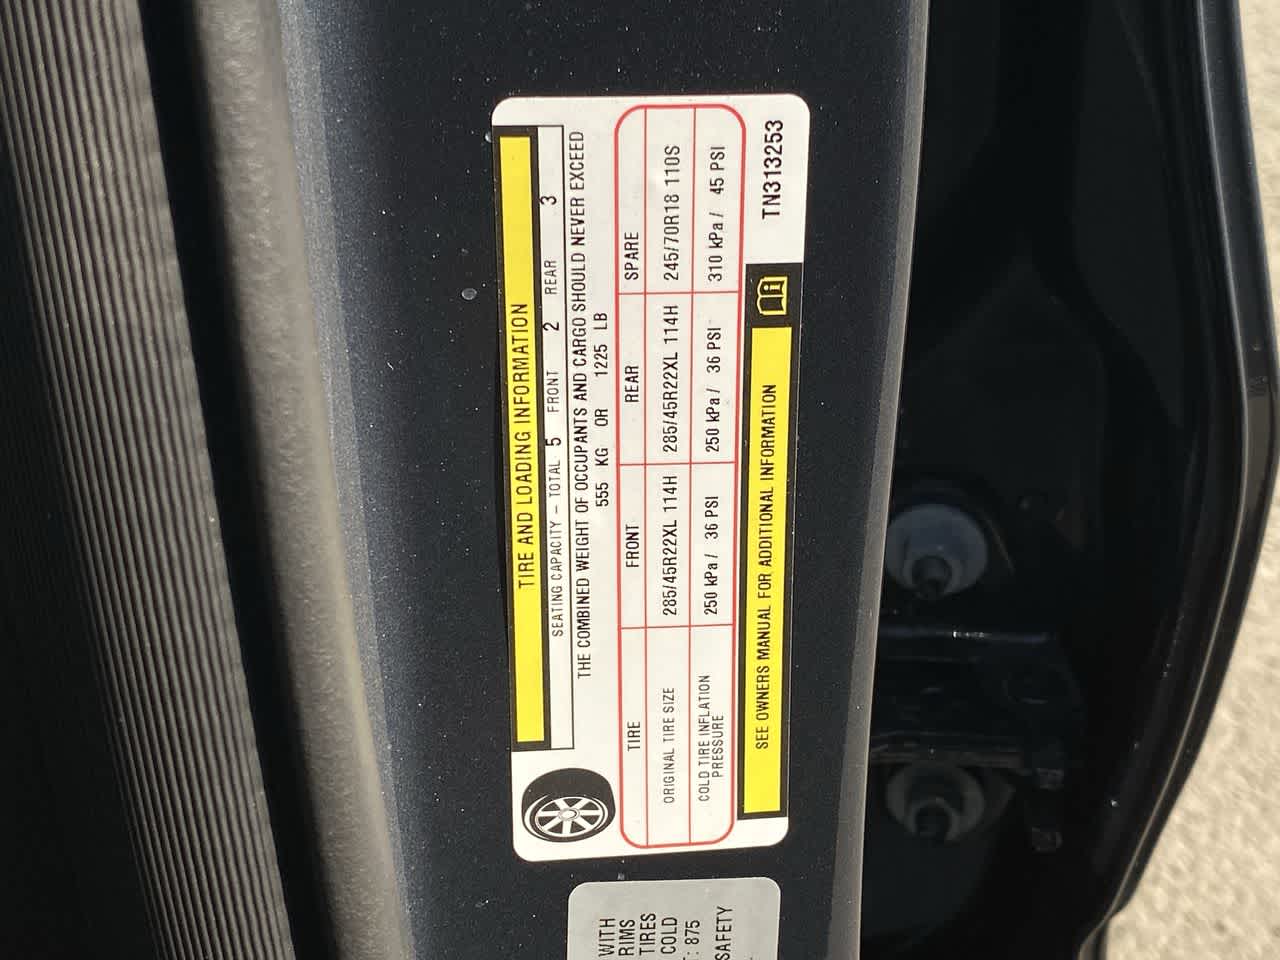 TIRE AND LOADING INFORMATION
SEATING CAPACITY – TOTAL 5 FRONT 2 REAR 3
THE COMBINED WEIGHT OF OCCUPANTS AND CARGO SHOULD NEVER EXCEED
555 KG OR 1225 LB
TIRE FRONT REAR SPARE
ORIGINAL TIRE SIZE 285/45R22XL 114H 285/45R22XL 114H 245/70R18 110S
COLD TIRE INFLATION
PRESSURE 250 kPa / 36 PSI 250 kPa / 36 PSI 310 kPa / 45 PSI
SEE OWNERS MANUAL FOR ADDITIONAL INFORMATION
TN313253
WITH
RIMS
TIRES
COLD
: 875
SAFETY